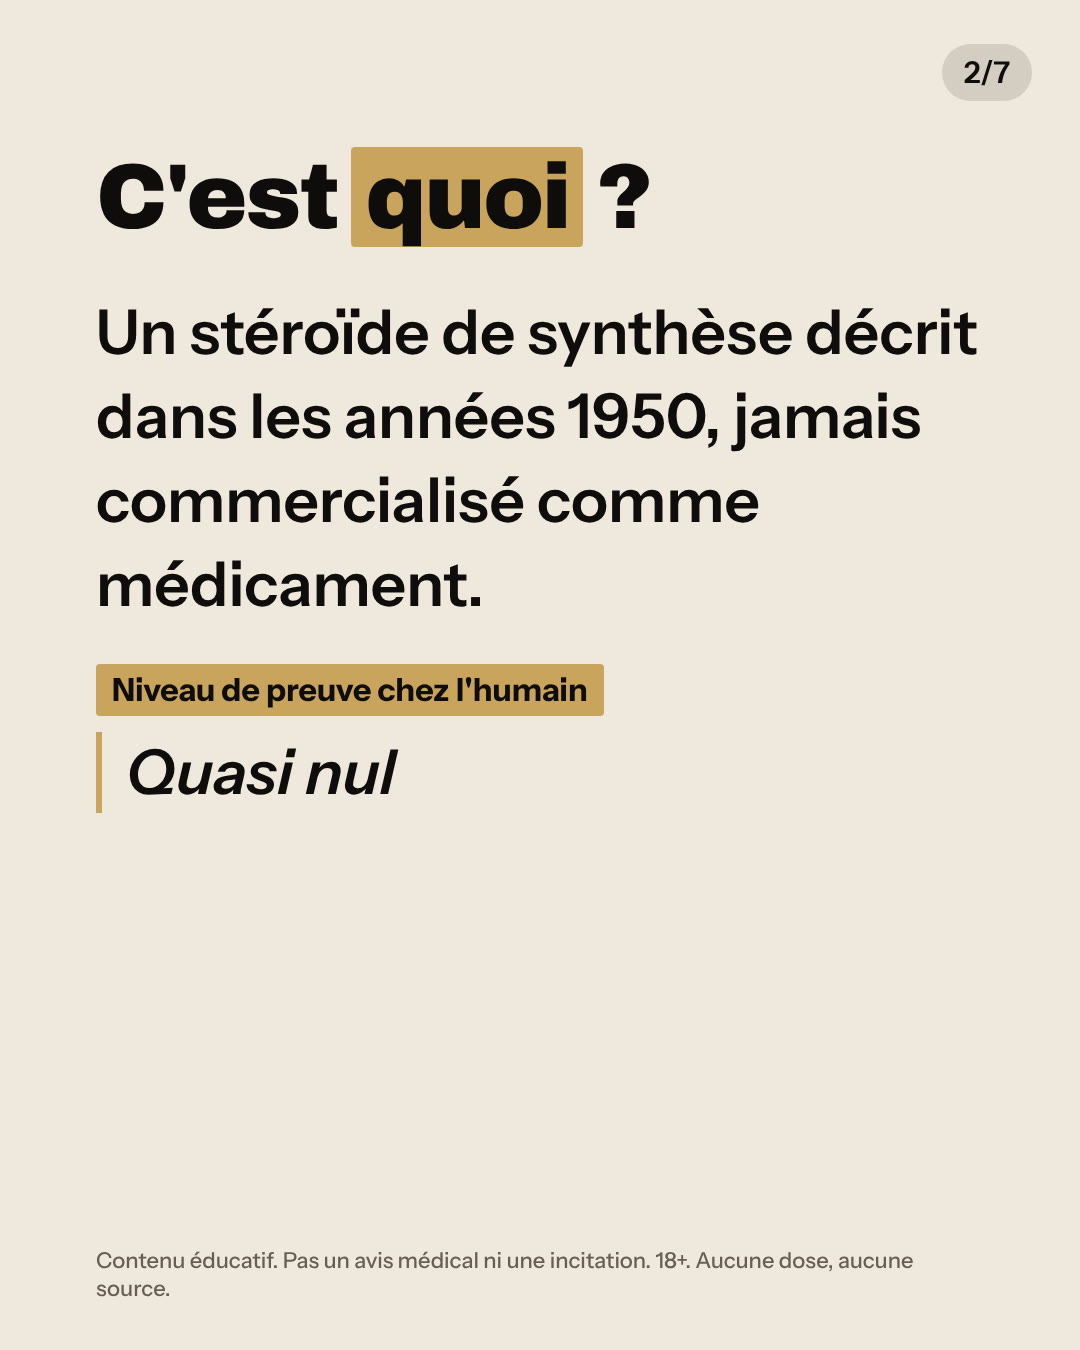 2/7
C'est quoi ?
Un stéroïde de synthèse décrit
dans les années 1950, jamais
commercialisé comme
médicament.
Niveau de preuve chez l'humain
Quasi nul
Contenu éducatif. Pas un avis médical ni une incitation. 18+. Aucune dose, aucune
source.